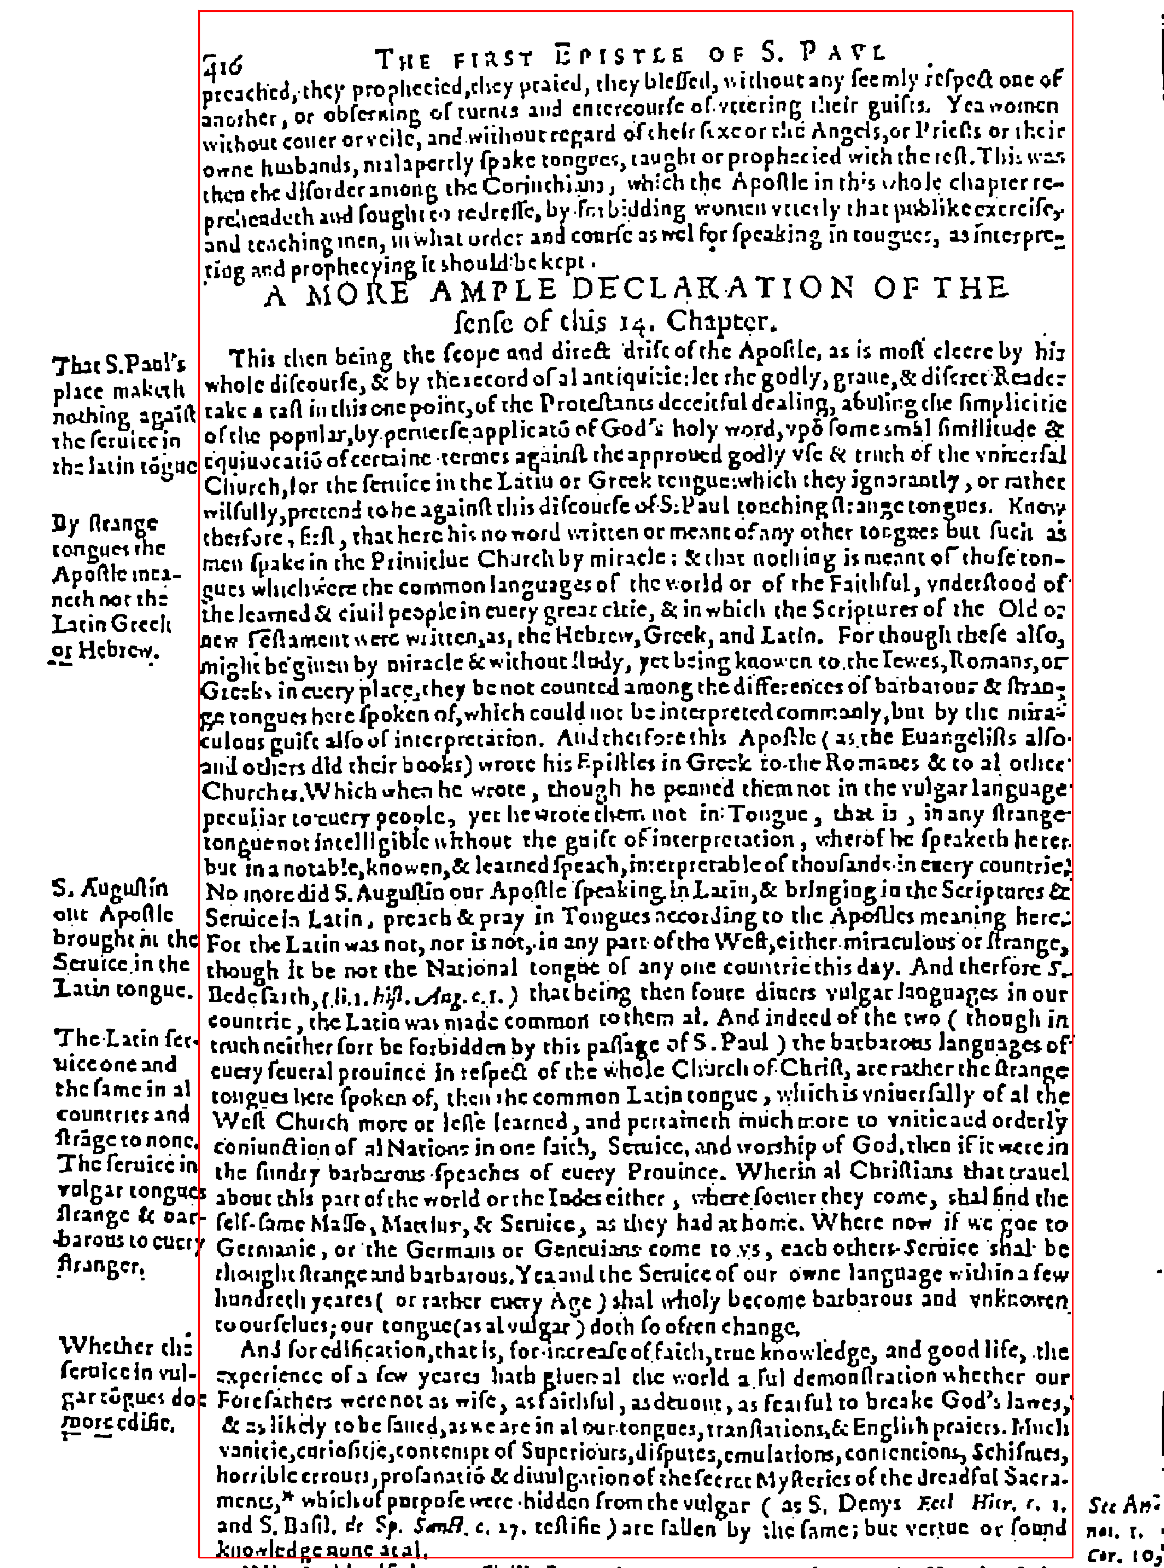 416 THE FIRST EPISTLE OF S. PAVL
preached, they prophecied, they praied, they blessed, without any seemly respect one of
another, or obseruing of turnes and entercourse of vttering their guifts. Yea women
without couer or veile, and without regard of their sexe or the Angels, or Priests or their
owne husbands, malapertly spake tongues, taught or prophecied with the rest. This was
then the disorder among the Corinthians, which the Apostle in this whole chapter re-
prehendeth and sought to redresse, by forbidding women vtterly that publike exercise,
and teaching men, in what order and course as wel for speaking in tongues, as interpre-
ting and prophecying it should be kept.
A MORE AMPLE DECLARATION OF THE
sense of this 14. Chapter.
That S. Paul's
place maketh
nothing agaĩst
the seruice in
the latin tõgue
This then being the scope and direct drift of the Apostle, as is most cleere by his
whole discourse, & by the record of al antiquitie: let the godly, graue, & discret Reader
take a tast in this one point, of the Protestants deceitful dealing, abusing the simplicitie
of the popular, by peruerse applicatõ of God's holy word, vpõ some smal similitude &
equiuocatiõ of certaine termes against the approued godly vse & truth of the vniuersal
Church, for the seruice in the Latin or Greek tongue: which they ignorantly, or rather
wilfully, pretend to be against this discourse of S. Paul touching strange tongues. Know
therfore, first, that here his no word written or meant of any other tongues but such as
men spake in the Primitiue Church by miracle; & that nothing is meant of those ton-
gues which were the common languages of the world or of the Faithful, vnderstood of
the learned & ciuil people in euery great citie, & in which the Scriptures of the Old or
new Testament were written, as, the Hebrew, Greek, and Latin. For though these also,
might be giuen by miracle & without study, yet being knowen to the Iewes, Romans, or
Greeks in euery place, they be not counted among the differences of barbarous & stran-
ge tongues here spoken of, which could not be interpreted commonly, but by the mira-
culous guift also of interpretation. And therfore this Apostle (as the Euangelists also
and others did their books) wrote his Epistles in Greek to the Romanes & to al other
Churches. Which when he wrote, though he penned them not in the vulgar language
peculiar to euery people, yet he wrote them not in Tongue, that is, in any strange
tongue not intelligible without the guift of interpretation, wherof he speaketh here:
but in a notable, knowen, & learned speach, interpretable of thousands in euery countrie.
By strange
tongues the
Apostle mea-
neth not the
Latin Greek
or Hebrew.
No more did S. Augustin our Apostle speaking in Latin, & bringing in the Scriptures &
Seruice in Latin, preach & pray in Tongues according to the Apostles meaning here.
For the Latin was not, nor is not, in any part of the West, either miraculous or strange,
though it be not the National tongue of any one countrie this day. And therfore S.
Bede saith, (li. 1. hist. Ang. c. 1.) that being then foure diuers vulgar languages in our
countrie, the Latin was made common to them al. And indeed of the two (though in
truth neither sort be forbidden by this passage of S. Paul) the barbarous languages of
euery seueral prouince in respect of the whole Church of Christ, are rather the strange
tongues here spoken of, then the common Latin tongue, which is vniuersally of al the
West Church more or lesse learned, and pertaineth much more to vnitie and orderly
coniunction of al Nations in one faith, Seruice, and worship of God, then if it were in
the sundry barbarous speaches of euery Prouince. Wherin al Christians that trauel
about this part of the world or the Indes either, where soeuer they come, shal find the
self-same Masse, Mattins, & Seruice, as they had at home. Where now if we goe to
Germanie, or the Germans or Geneuians come to vs, each others Seruice shal be
thought strange and barbarous. Yea and the Seruice of our owne language within a few
hundreth yeares (or rather euery Age) shal wholy become barbarous and vnknowen
to our selues; our tongue (as al vulgar) doth so often change.
S. Augustin
our Apostle
brought in the
Seruice in the
Latin tongue.
The Latin ser-
uice one and
the same in al
countries and
strãge to none.
The seruice in
vulgar tongues
strange & bar-
barous to euery
stranger.
And for edification, that is, for increase of faith, true knowledge, and good life, the
experience of a few yeares hath giuen al the world a ful demonstration whether our
Forefathers were not as wise, as faithful, as deuout, as fearful to breake God's lawes,
& as likely to be saued, as we are in al our tongues, translations, & English praiers. Much
vanitie, curiositie, contempt of Superiours, disputes, emulations, contentions, Schismes,
horrible errours, profanatiõ & diuulgation of the secret Mysteries of the dreadful Sacra-
ments,* which of purpose were hidden from the vulgar (as S. Denys Eccl Hier. c. 1.
and S. Basil. de Sp. Sanct. c. 27. testifie) are fallen by the same; but vertue or sound
knowledge none at al.
Whether the
seruice in vul-
gar tõgues doe
more edifie.
See An-
not. 1.
Cor. 10,